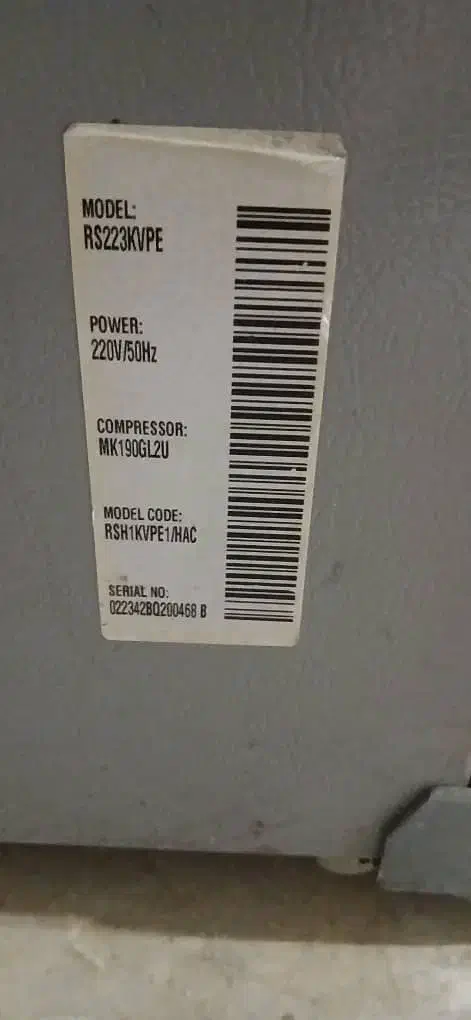 MODEL:
RS223KVPE
POWER:
220V/50Hz
COMPRESSOR:
MK190GL2U
MODEL CODE:
RSH1KVPE1/HAC
SERIAL NO:
022342BQ200468 B